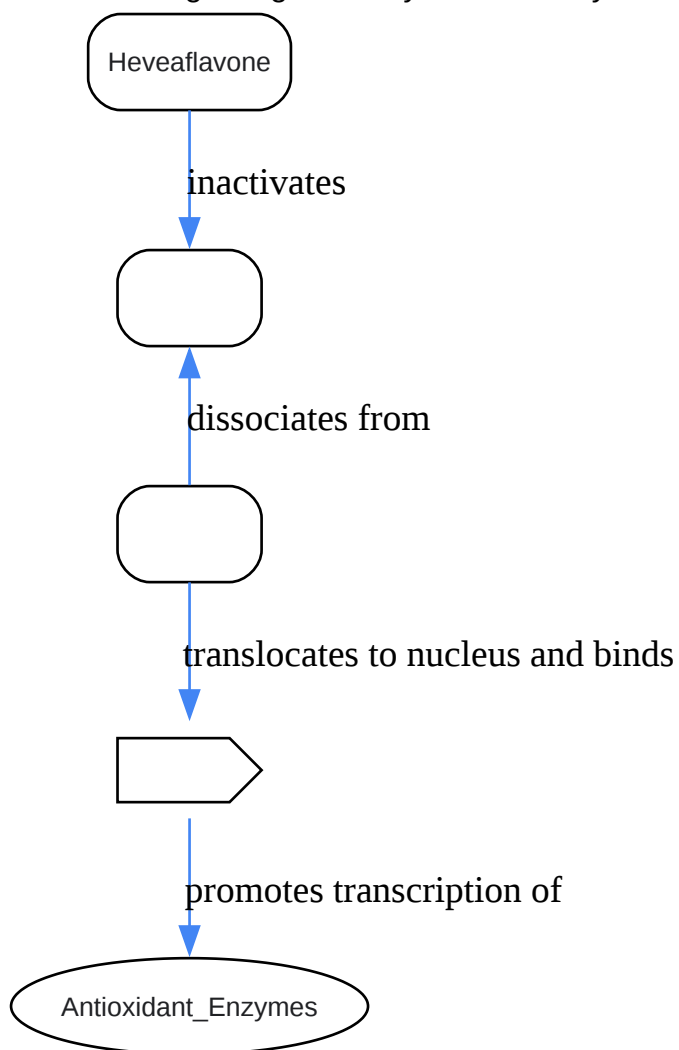 Heveaflavone
inactivates
dissociates from
translocates to nucleus and binds
promotes transcription of
Antioxidant_Enzymes